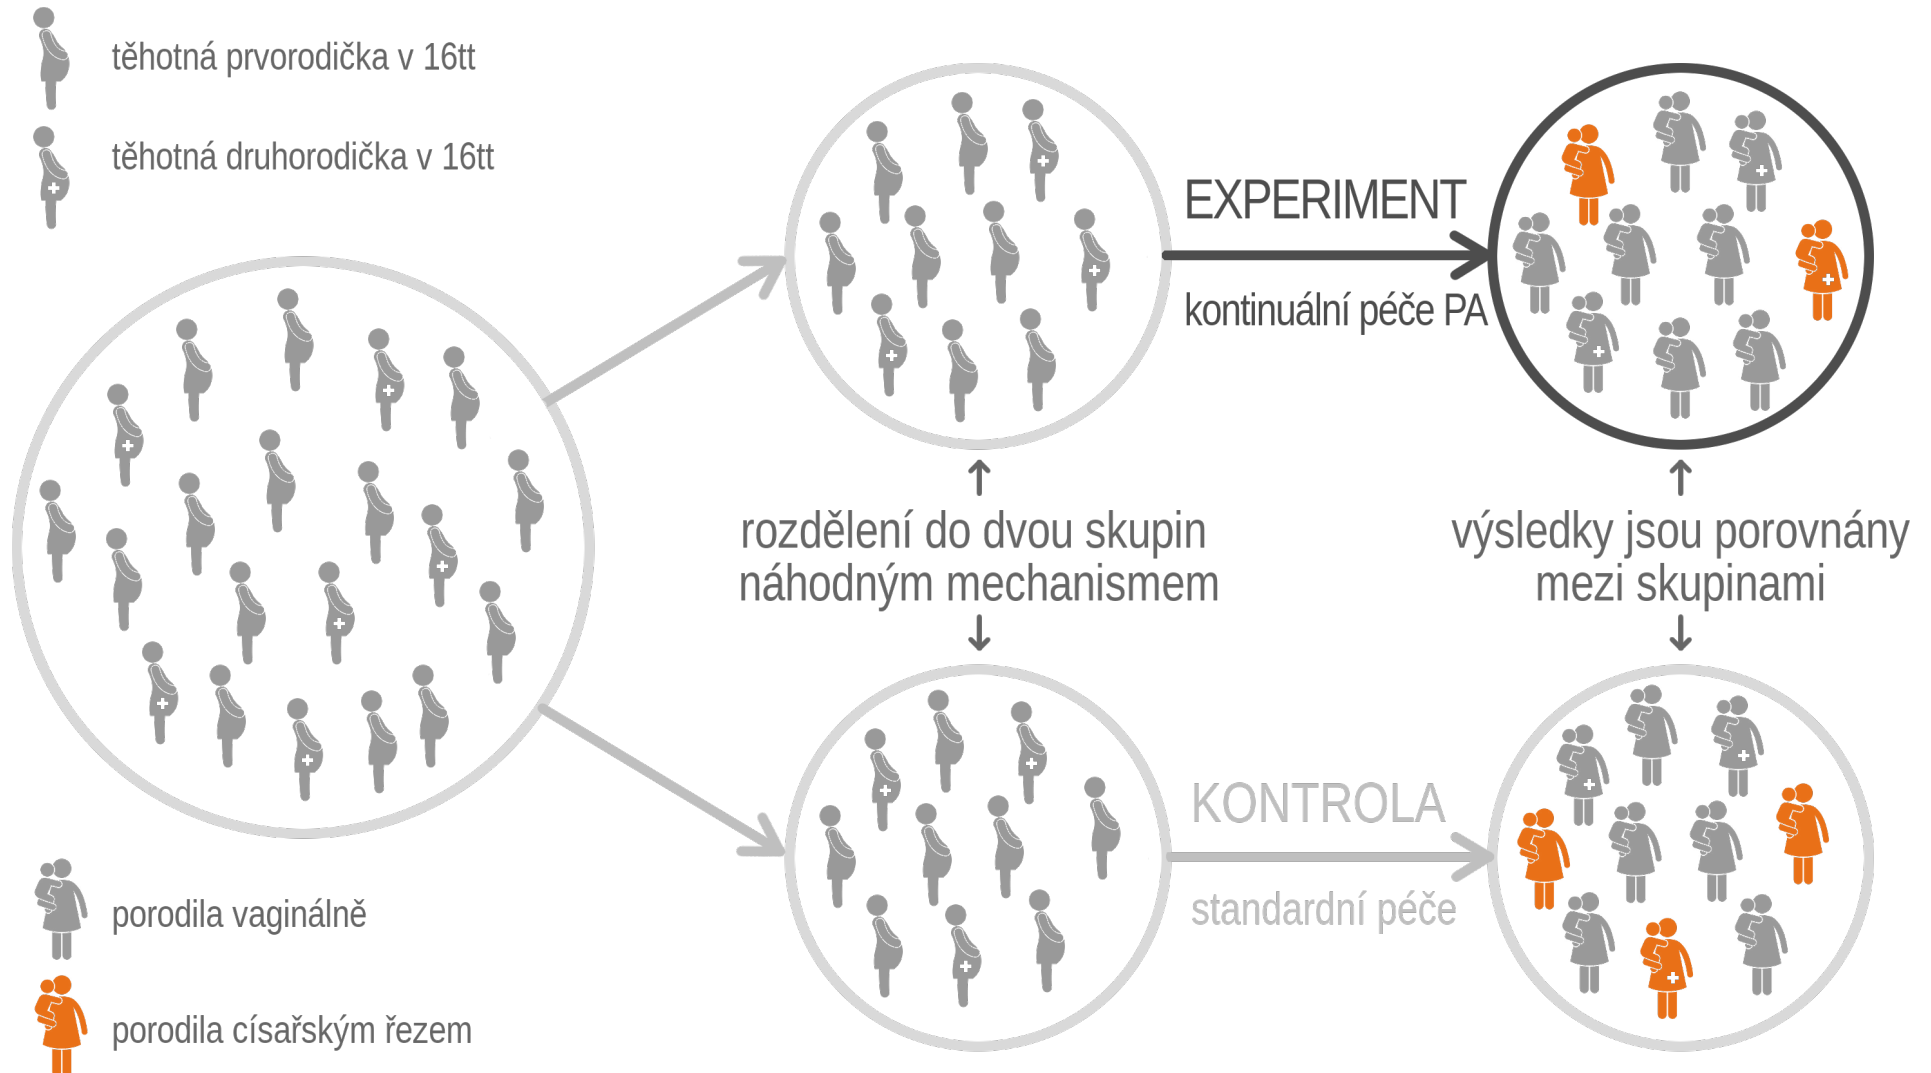 těhotná prvorodička v 16tt
těhotná druhorodička v 16tt
EXPERIMENT
kontinuální péče PA
rozdělení do dvou skupin
náhodným mechanismem
výsledky jsou porovnány
mezi skupinami
KONTROLA
standardní péče
porodila vaginálně
porodila císařským řezem